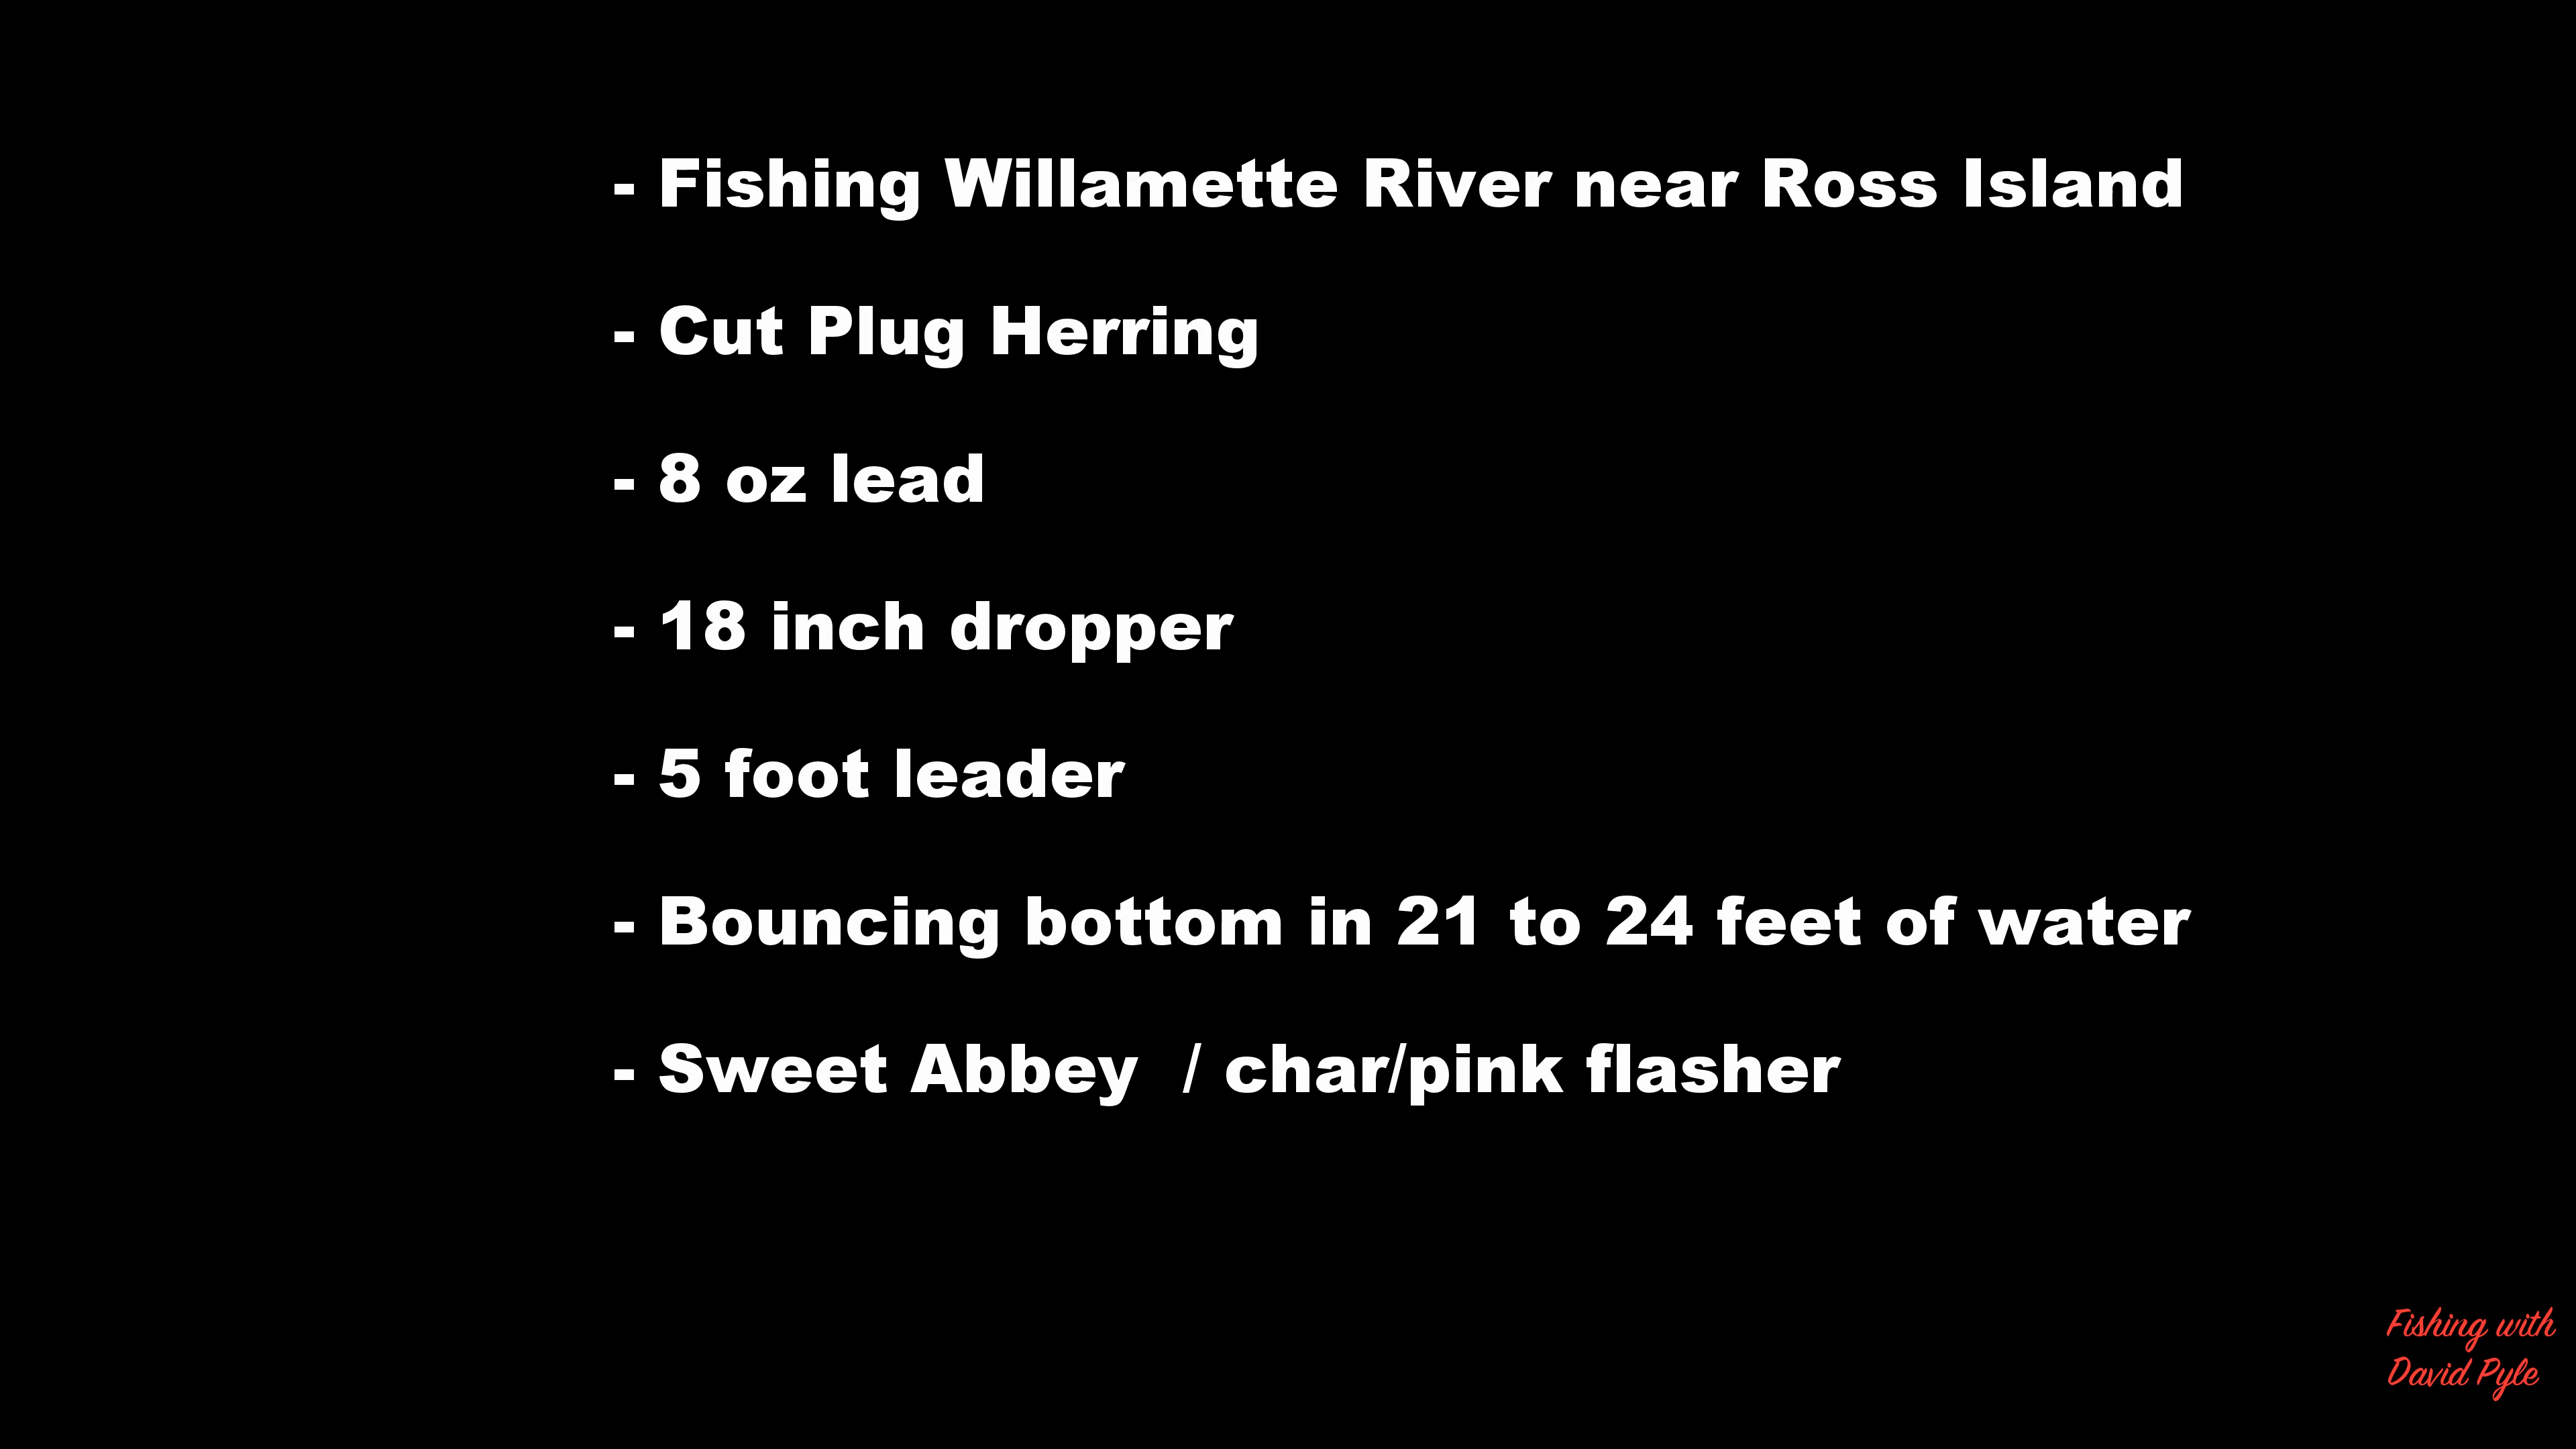 - Fishing Willamette River near Ross Island
- Cut Plug Herring
- 8 oz lead
- 18 inch dropper
- 5 foot leader
- Bouncing bottom in 21 to 24 feet of water
- Sweet Abbey  / char/pink flasher
Fishing with
David Pyle